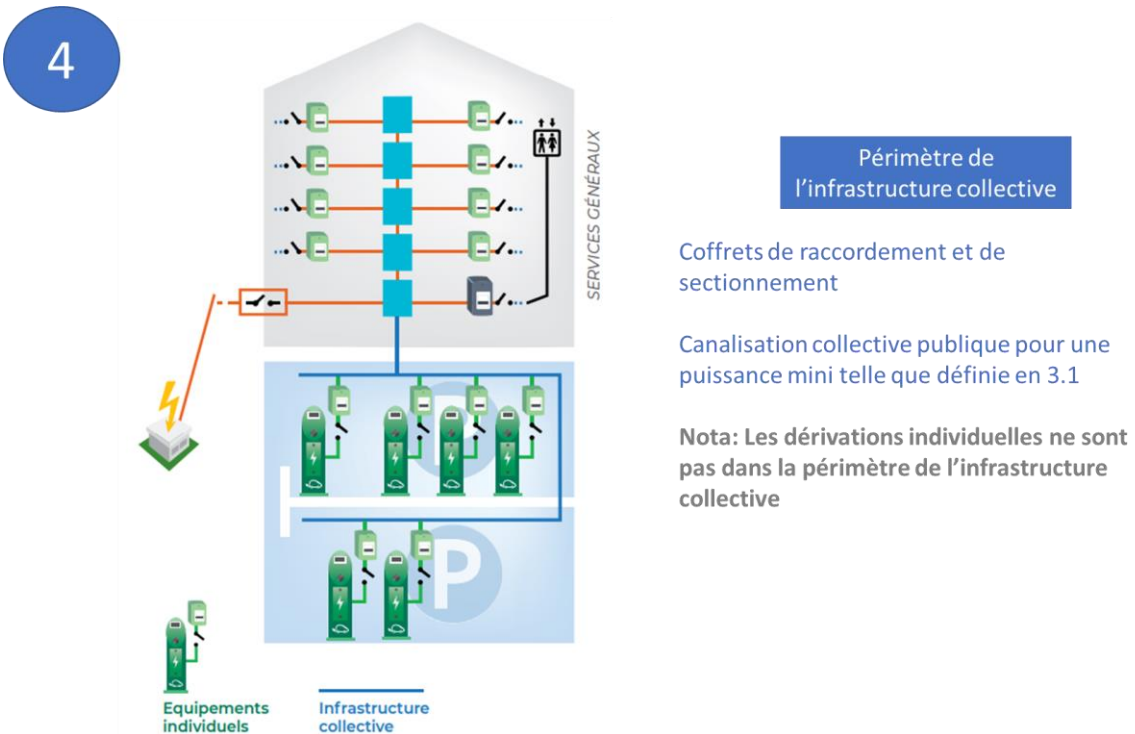 4
SERVICES GÉNÉRAUX
P
P
Equipements
individuels
Infrastructure
collective
Périmètre de
l’infrastructure collective
Coffrets de raccordement et de
sectionnement
Canalisation collective publique pour une
puissance mini telle que définie en 3.1
Nota: Les dérivations individuelles ne sont
pas dans la périmètre de l’infrastructure
collective